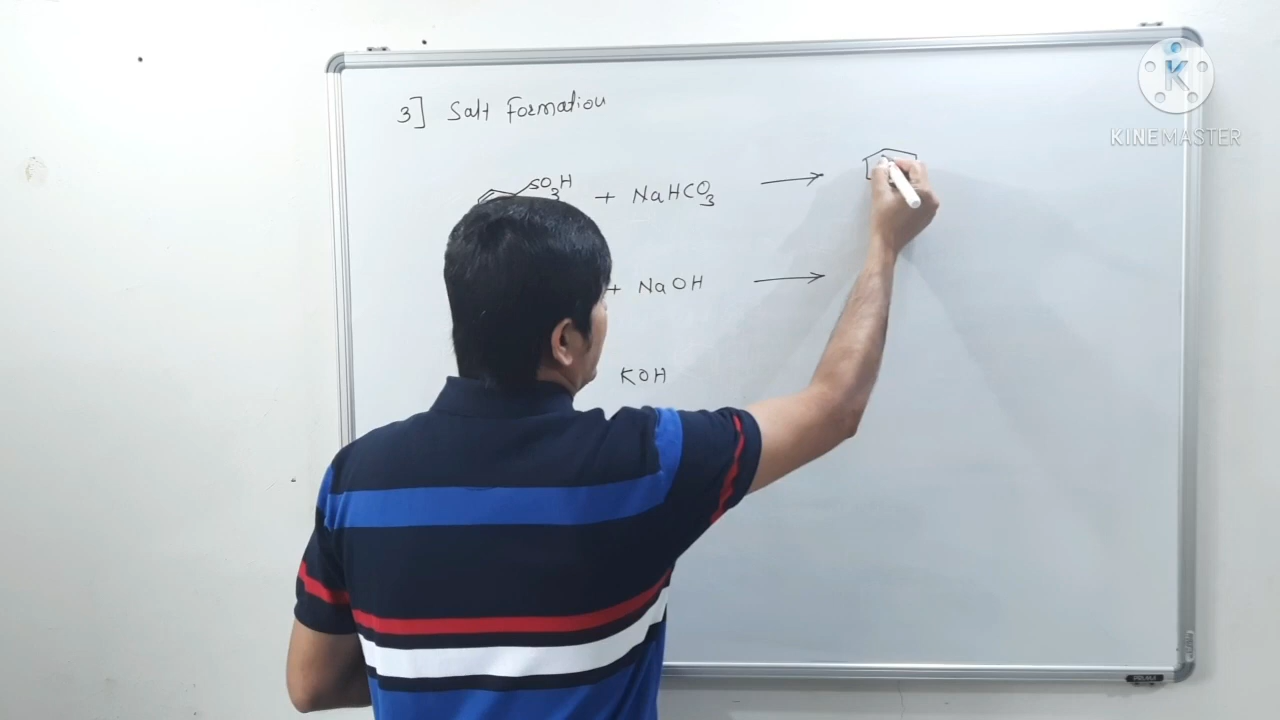 3] Salt Formation
SO3H + NaHCO3 ⟶
+ NaOH ⟶
KOH
KINEMASTER